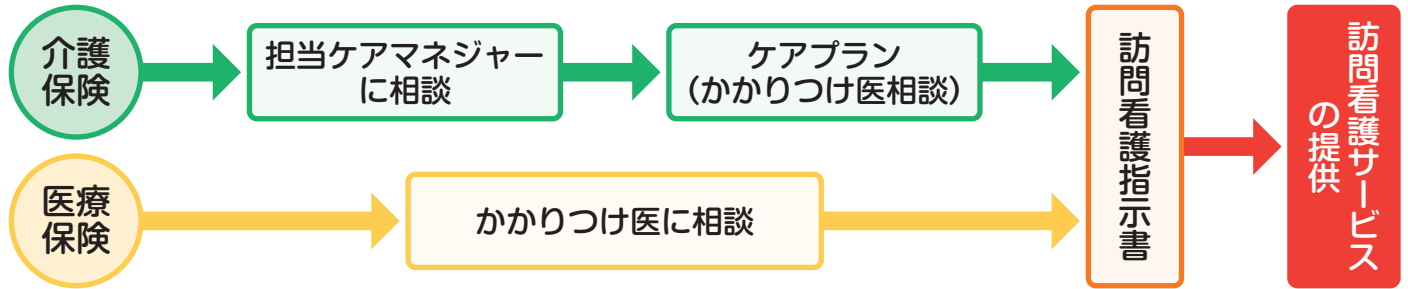 介護
保険
担当ケアマネジャー
に相談
ケアプラン
（かかりつけ医相談）
医療
保険
かかりつけ医に相談
訪問看護指示書
訪問看護サービス
の提供